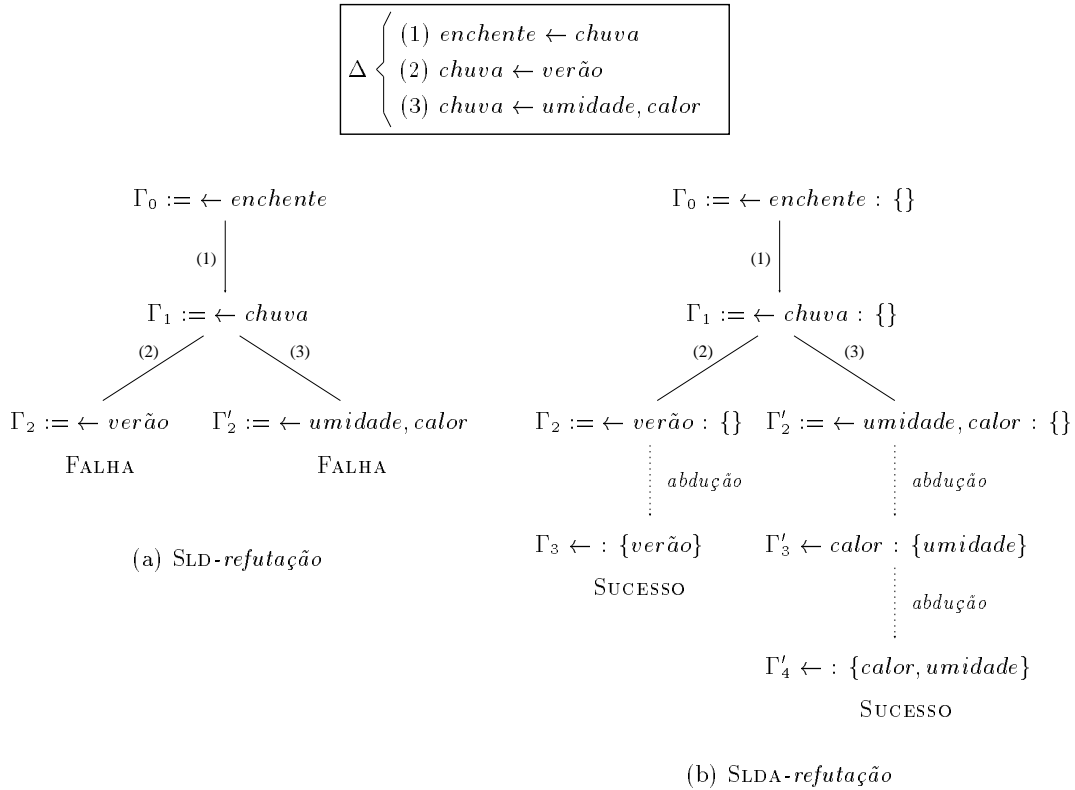 (1) enchente ← chuva
Δ { (2) chuva ← verão
(3) chuva ← umidade, calor
Γ₀ := ← enchente
(1)
Γ₁ := ← chuva
(2) (3)
Γ₂ := ← verão Γ′₂ := ← umidade, calor
FALHA FALHA
(a) SLD-refutação
Γ₀ := ← enchente : {}
(1)
Γ₁ := ← chuva : {}
(2) (3)
Γ₂ := ← verão : {} Γ′₂ := ← umidade, calor : {}
abdução abdução
Γ₃ ← : {verão} Γ′₃ ← calor : {umidade}
SUCESSO
abdução
Γ′₄ ← : {calor, umidade}
SUCESSO
(b) SLDA-refutação